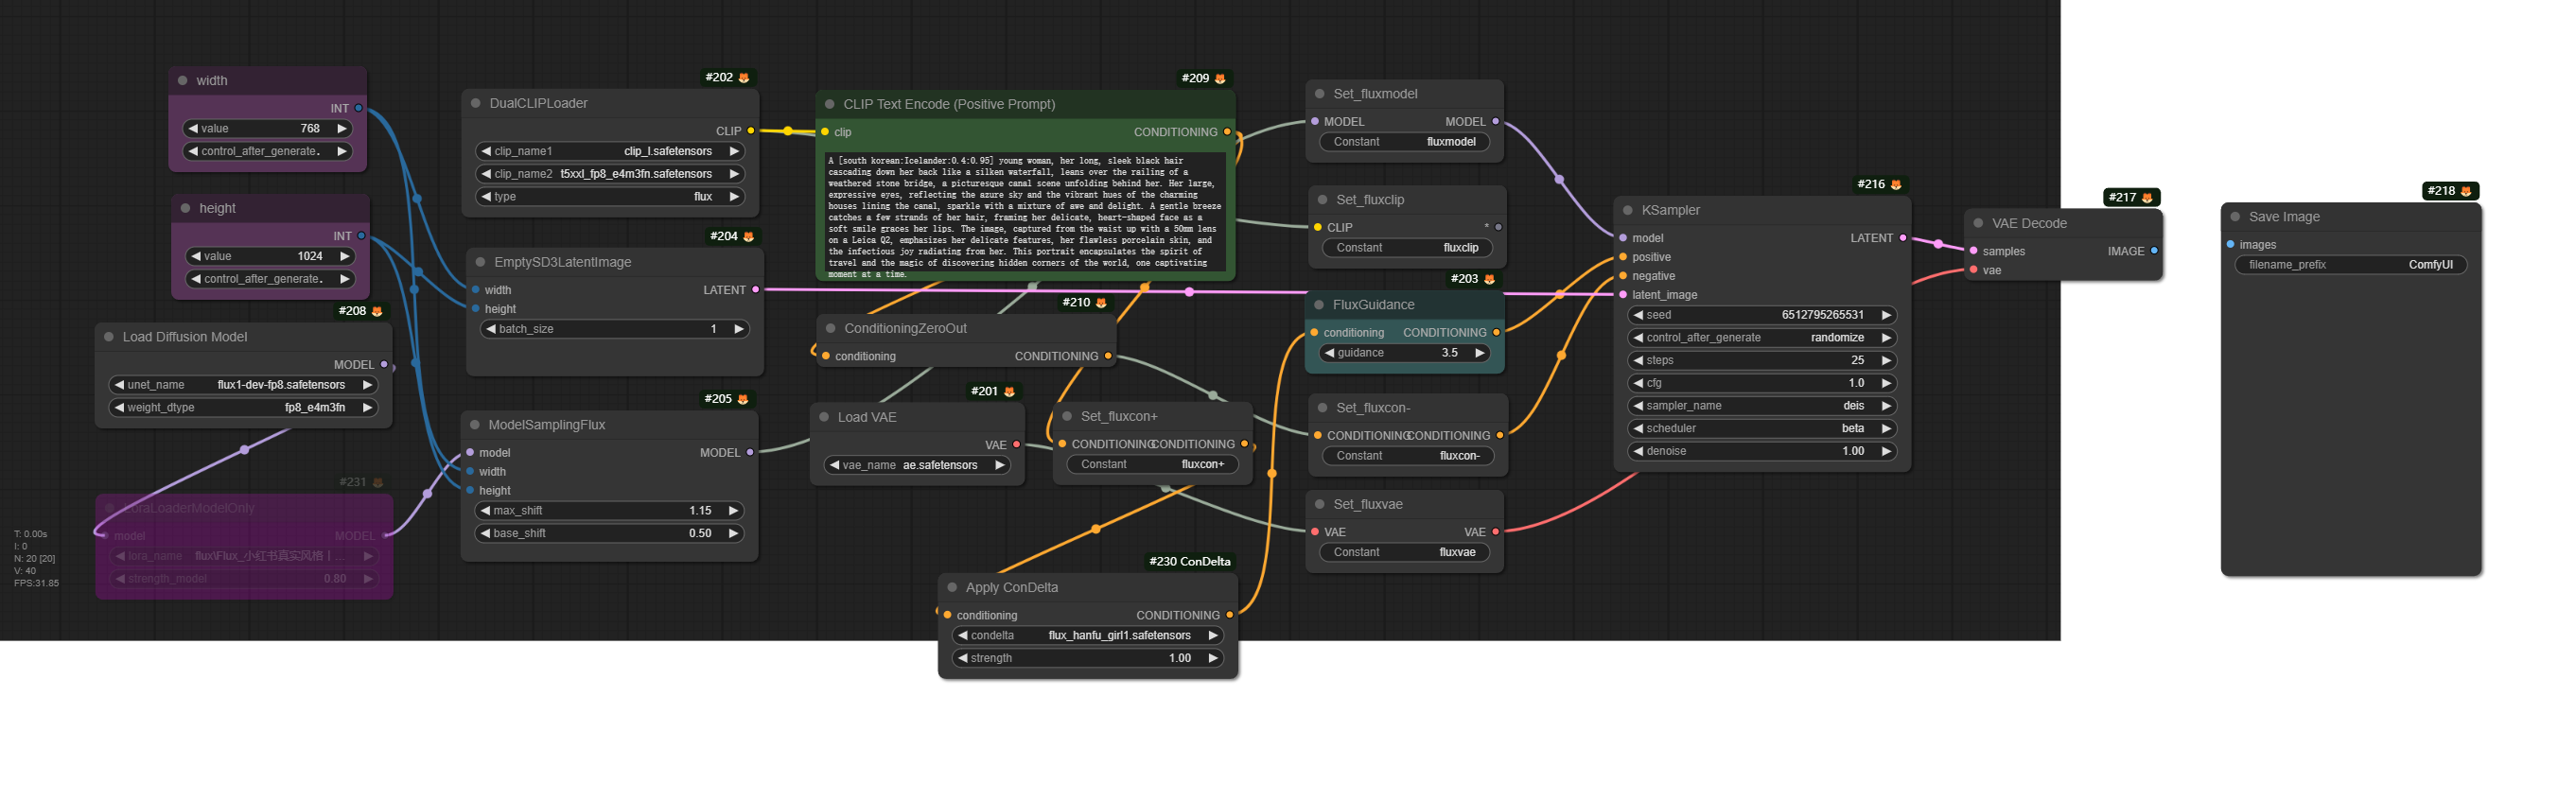 width
INT
value 768
control_after_generate.
height
INT
value 1024
control_after_generate.
#208
Load Diffusion Model
MODEL
unet_name flux1-dev-fp8.safetensors
weight_dtype fp8_e4m3fn
#231
LoraLoaderModelOnly
model MODEL
lora_name flux\Flux_小红书真实风格丨...
strength_model 0.80
T: 0.00s
I: 0
N: 20 [20]
V: 40
FPS:31.85
#202
DualCLIPLoader
CLIP
clip_name1 clip_l.safetensors
clip_name2 t5xxl_fp8_e4m3fn.safetensors
type flux
#204
EmptySD3LatentImage
width LATENT
height
batch_size 1
#205
ModelSamplingFlux
model MODEL
width
height
max_shift 1.15
base_shift 0.50
#209
CLIP Text Encode (Positive Prompt)
clip CONDITIONING
A [south korean:Icelander:0.4:0.95] young woman, her long, sleek black hair
cascading down her back like a silken waterfall, leans over the railing of a
weathered stone bridge, a picturesque canal scene unfolding behind her. Her large,
expressive eyes, reflecting the azure sky and the vibrant hues of the charming
houses lining the canal, sparkle with a mixture of awe and delight. A gentle breeze
catches a few strands of her hair, framing her delicate, heart-shaped face as a
soft smile graces her lips. The image, captured from the waist up with a 50mm lens
on a Leica Q2, emphasizes her delicate features, her flawless porcelain skin, and
the infectious joy radiating from her. This portrait encapsulates the spirit of
travel and the magic of discovering hidden corners of the world, one captivating
moment at a time.
#210
ConditioningZeroOut
conditioning CONDITIONING
#201
Load VAE
VAE
vae_name ae.safetensors
Set_fluxcon+
CONDITIONING CONDITIONING
Constant fluxcon+
#230 ConDelta
Apply ConDelta
conditioning CONDITIONING
condelta flux_hanfu_girl1.safetensors
strength 1.00
Set_fluxmodel
MODEL MODEL
Constant fluxmodel
Set_fluxclip
CLIP *
Constant fluxclip
#203
FluxGuidance
conditioning CONDITIONING
guidance 3.5
Set_fluxcon-
CONDITIONING CONDITIONING
Constant fluxcon-
Set_fluxvae
VAE VAE
Constant fluxvae
#216
KSampler
model LATENT
positive
negative
latent_image
seed 6512795265531
control_after_generate randomize
steps 25
cfg 1.0
sampler_name deis
scheduler beta
denoise 1.00
#217
VAE Decode
samples IMAGE
vae
#218
Save Image
images
filename_prefix ComfyUI